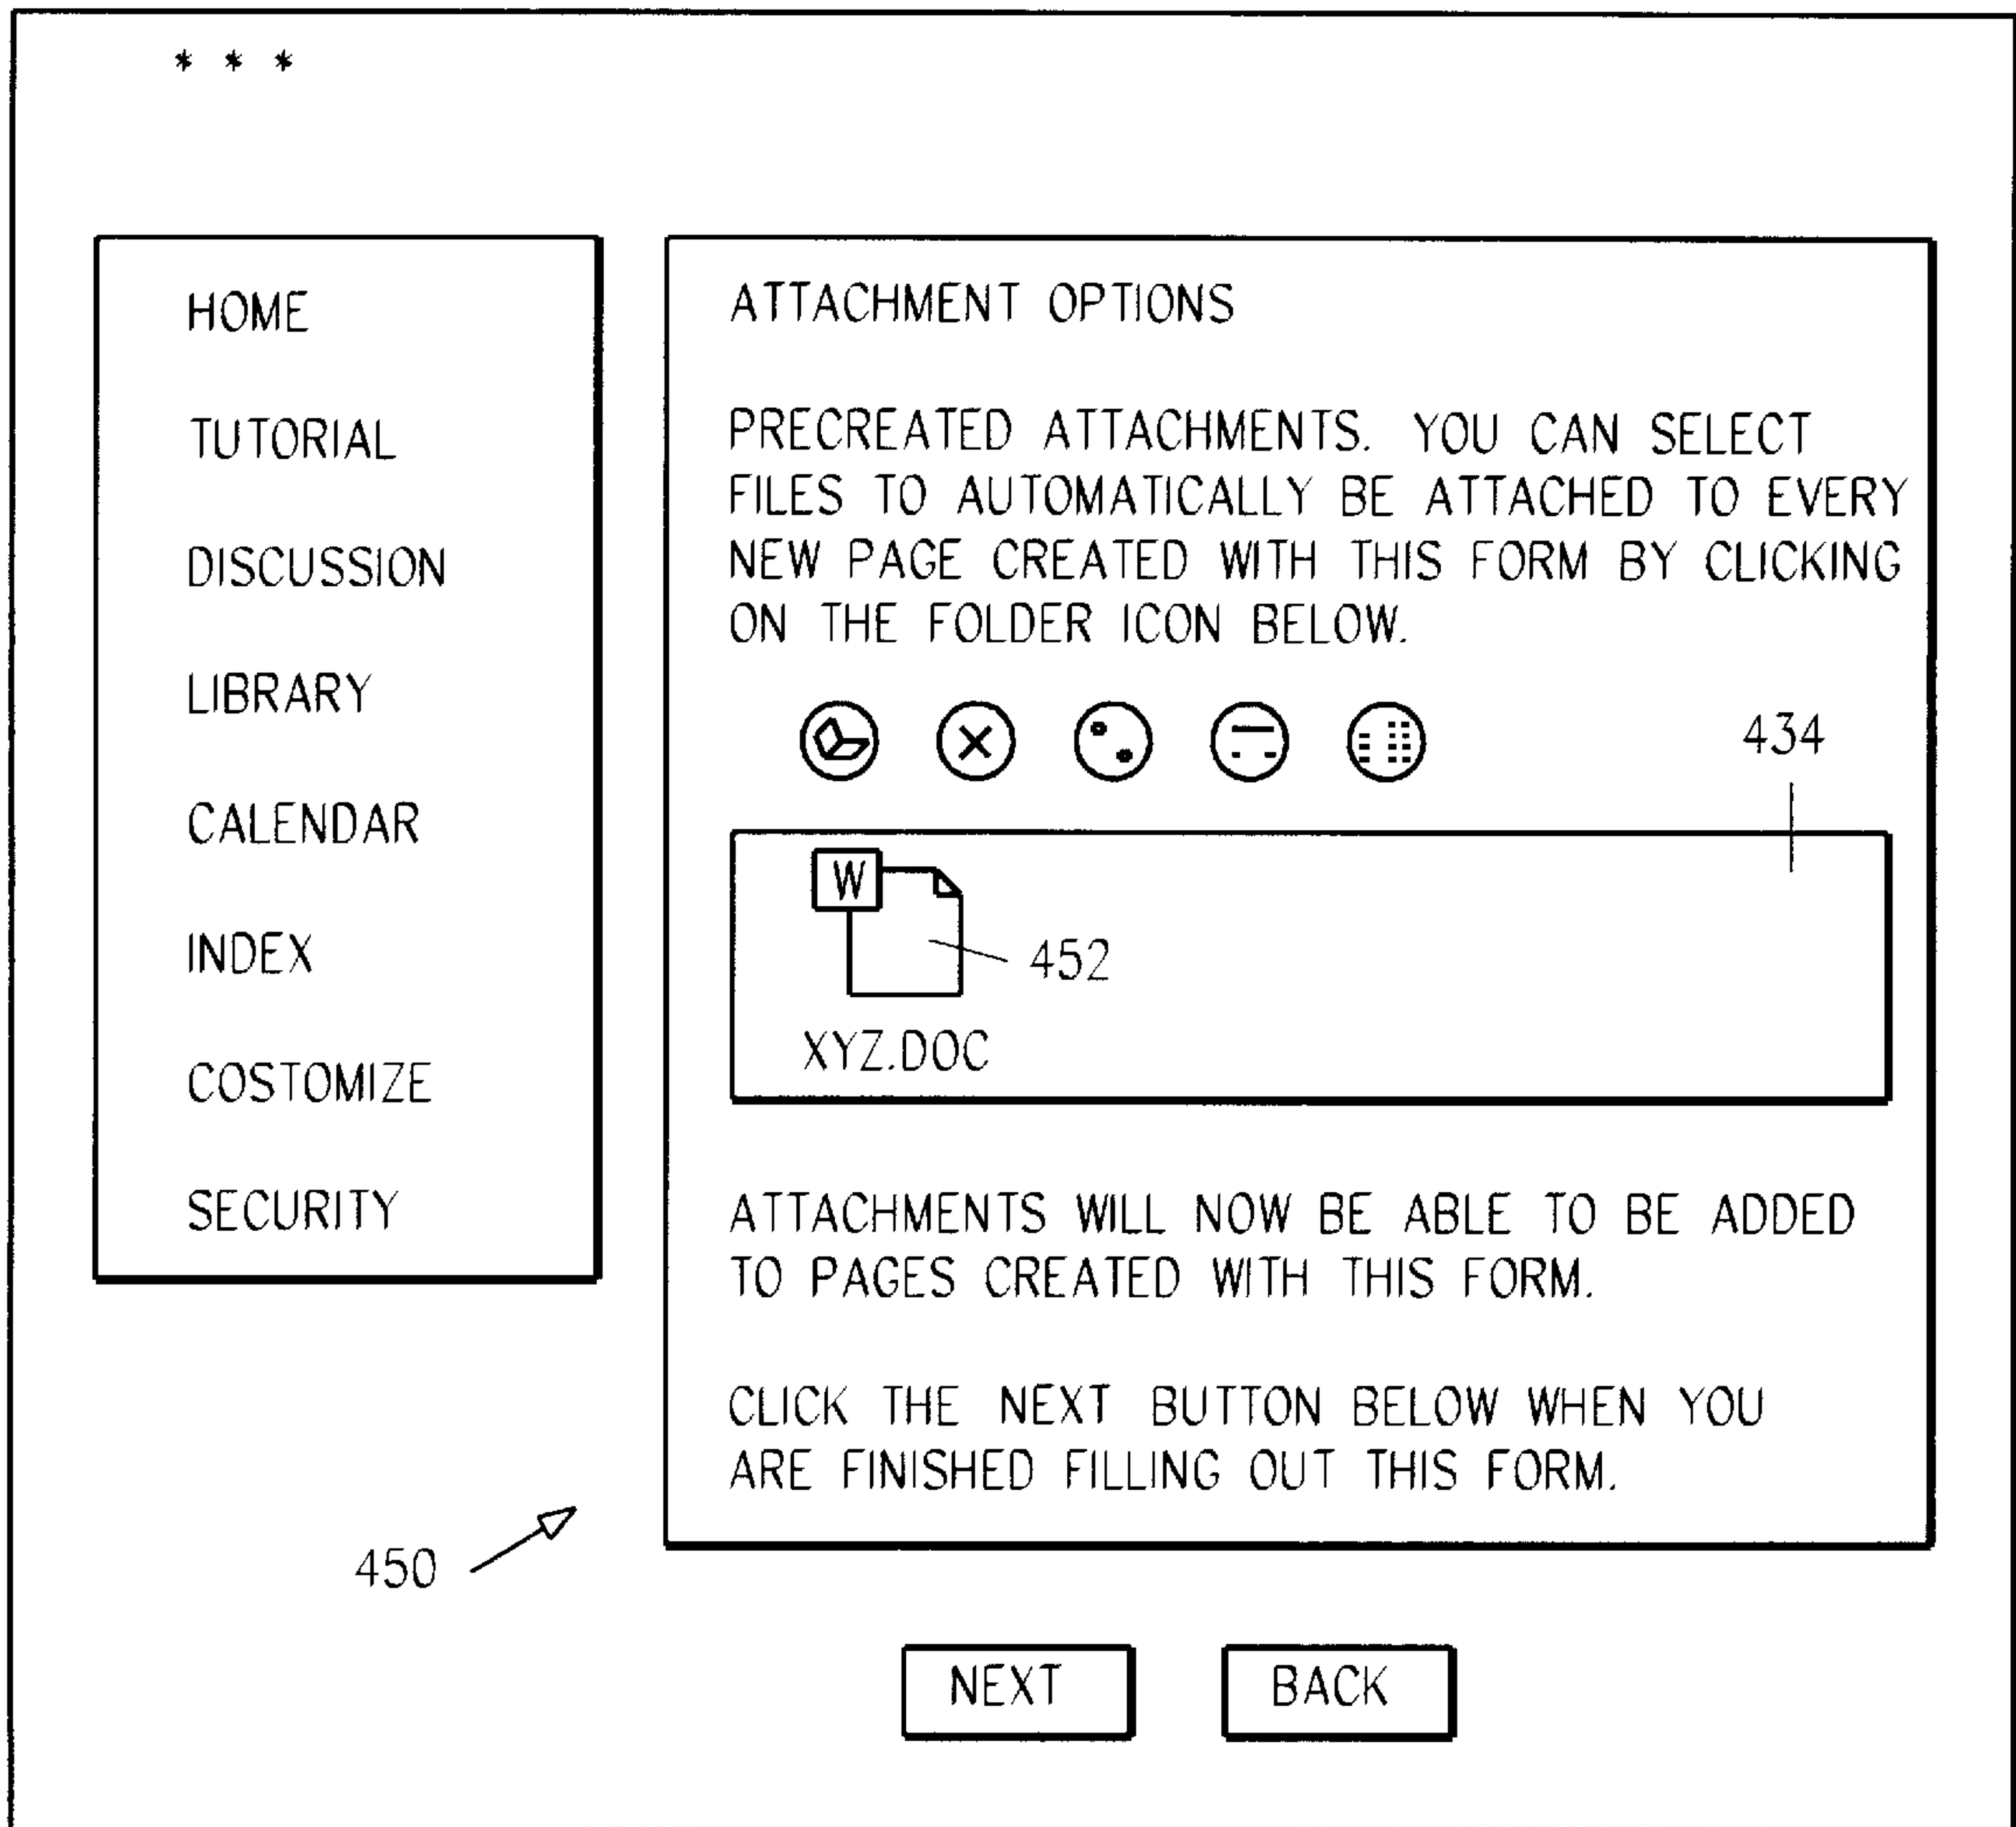 * * *
HOME
TUTORIAL
DISCUSSION
LIBRARY
CALENDAR
INDEX
COSTOMIZE
SECURITY
ATTACHMENT OPTIONS
PRECREATED ATTACHMENTS. YOU CAN SELECT
FILES TO AUTOMATICALLY BE ATTACHED TO EVERY
NEW PAGE CREATED WITH THIS FORM BY CLICKING
ON THE FOLDER ICON BELOW.
434
W
452
XYZ.DOC
ATTACHMENTS WILL NOW BE ABLE TO BE ADDED
TO PAGES CREATED WITH THIS FORM.
CLICK THE NEXT BUTTON BELOW WHEN YOU
ARE FINISHED FILLING OUT THIS FORM.
450
NEXT BACK